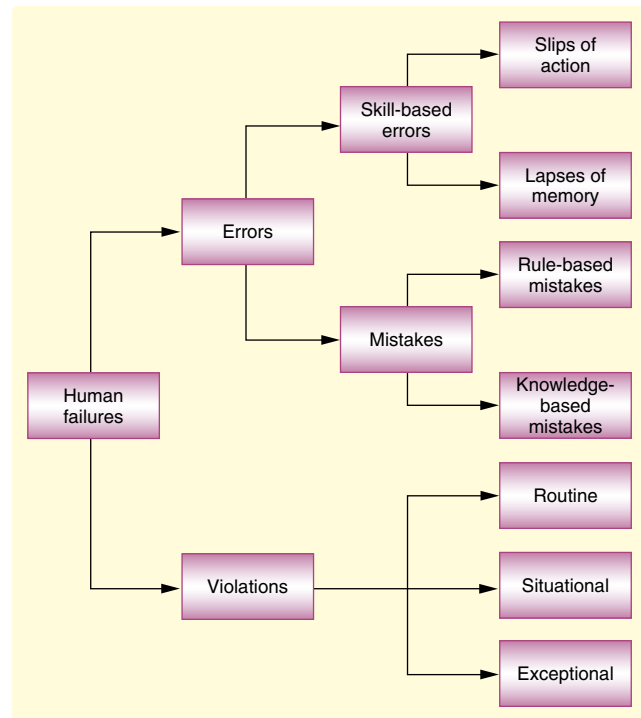 Slips of
action
Skill-based
errors
Lapses of
memory
Errors
Rule-based
mistakes
Mistakes
Human
failures
Knowledge-
based
mistakes
Routine
Violations
Situational
Exceptional